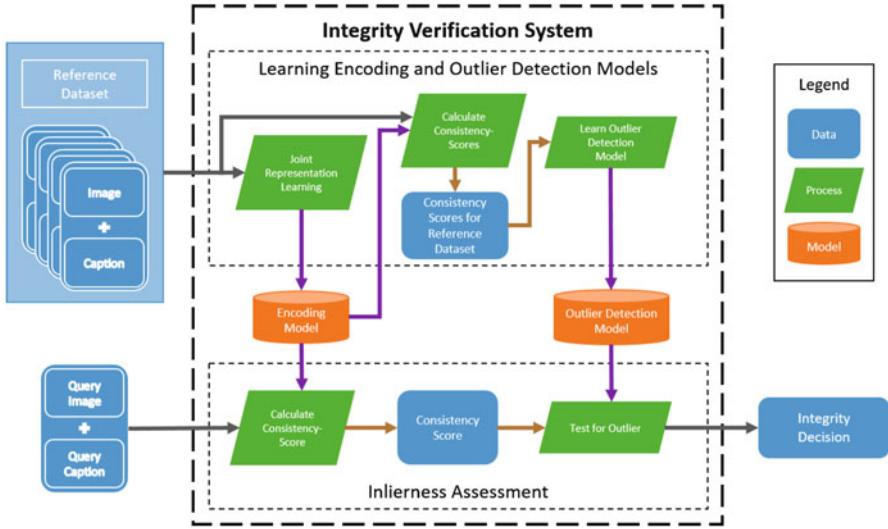 Integrity Verification System
Reference
Dataset
Image
+
Caption
Learning Encoding and Outlier Detection Models
Joint
Representation
Learning
Calculate
Consistency-
Scores
Consistency
Scores for
Reference
Dataset
Learn Outlier
Detection
Model
Encoding
Model
Outlier Detection
Model
Query
Image
+
Query
Caption
Calculate
Consistency-
Score
Consistency
Score
Test for Outlier
Inlierness Assessment
Integrity
Decision
Legend
Data
Process
Model